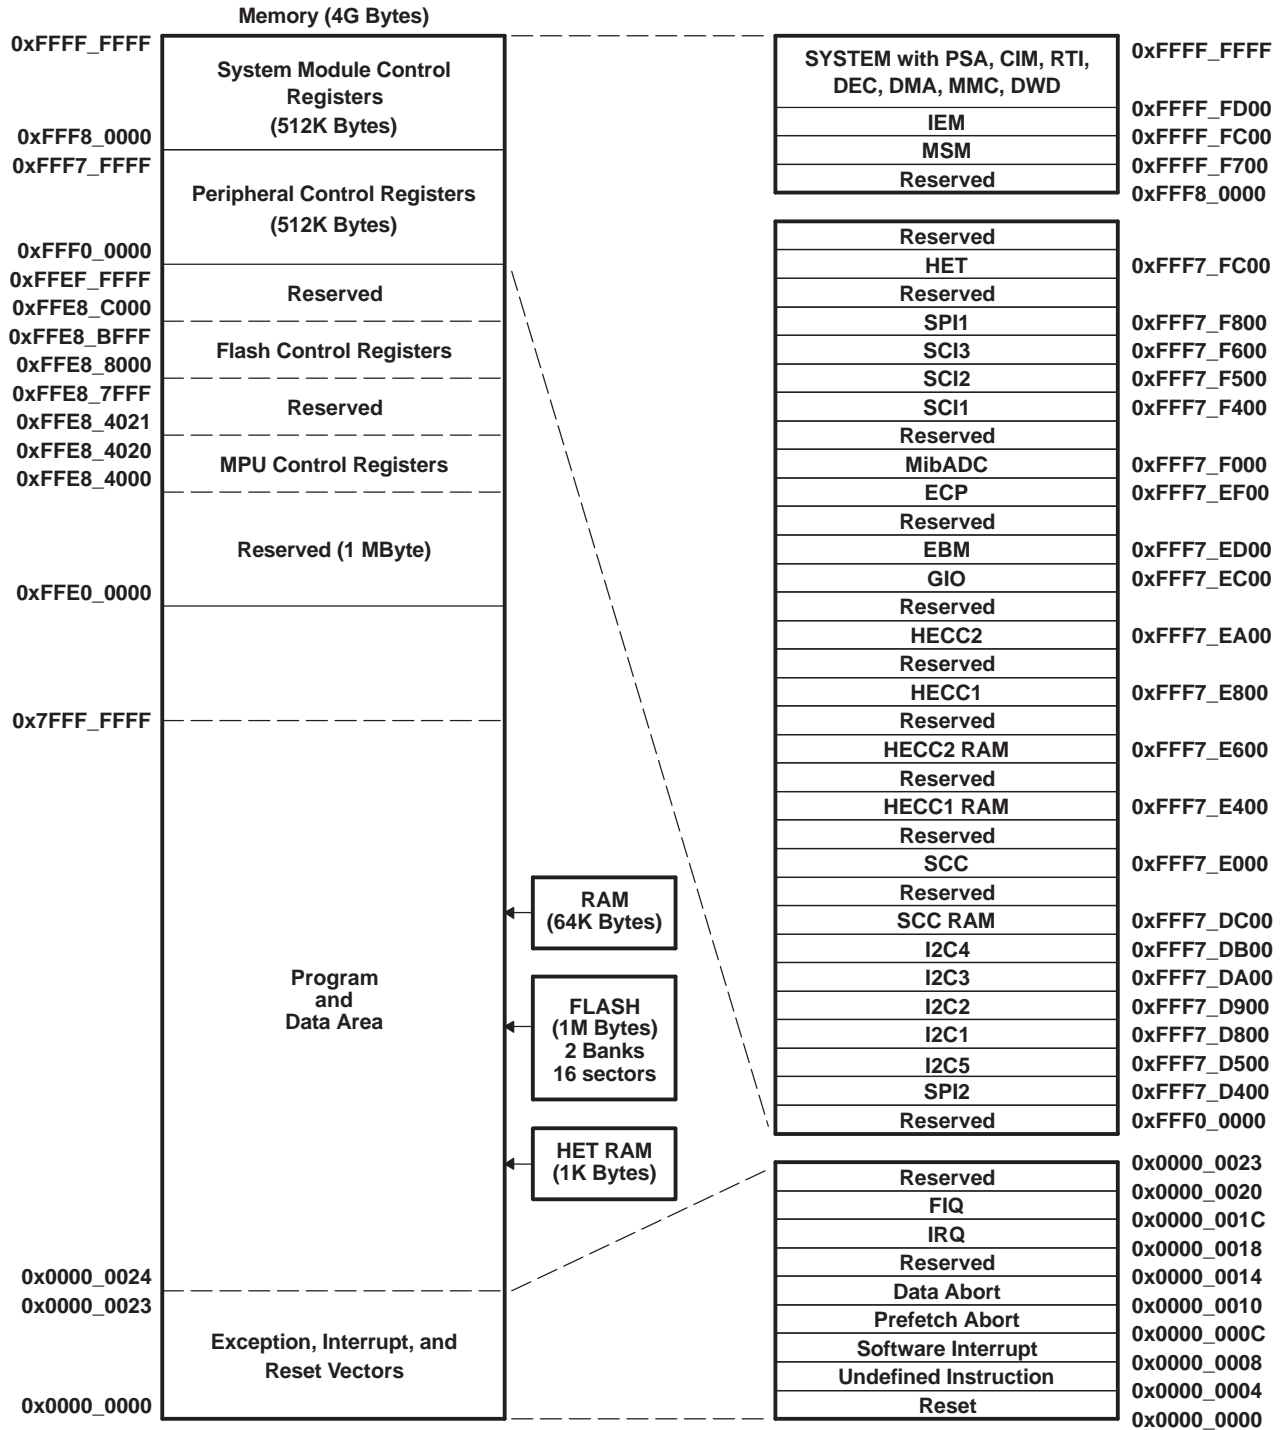 Memory (4G Bytes)
0xFFFF_FFFF
System Module Control
Registers
(512K Bytes)
0xFFF8_0000
0xFFF7_FFFF
Peripheral Control Registers
(512K Bytes)
0xFFF0_0000
0xFFEF_FFFF
Reserved
0xFFE8_C000
0xFFE8_BFFF
Flash Control Registers
0xFFE8_8000
0xFFE8_7FFF
Reserved
0xFFE8_4021
0xFFE8_4020
MPU Control Registers
0xFFE8_4000
Reserved (1 MByte)
0xFFE0_0000
0x7FFF_FFFF
Program
and
Data Area
0x0000_0024
0x0000_0023
Exception, Interrupt, and
Reset Vectors
0x0000_0000
RAM
(64K Bytes)
FLASH
(1M Bytes)
2 Banks
16 sectors
HET RAM
(1K Bytes)
SYSTEM with PSA, CIM, RTI,
DEC, DMA, MMC, DWD
0xFFFF_FFFF
0xFFFF_FD00
IEM
0xFFFF_FC00
MSM
0xFFFF_F700
Reserved
0xFFF8_0000
Reserved
HET 0xFFF7_FC00
Reserved
SPI1 0xFFF7_F800
SCI3 0xFFF7_F600
SCI2 0xFFF7_F500
SCI1 0xFFF7_F400
Reserved
MibADC 0xFFF7_F000
ECP 0xFFF7_EF00
Reserved
EBM 0xFFF7_ED00
GIO 0xFFF7_EC00
Reserved
HECC2 0xFFF7_EA00
Reserved
HECC1 0xFFF7_E800
Reserved
HECC2 RAM 0xFFF7_E600
Reserved
HECC1 RAM 0xFFF7_E400
Reserved
SCC 0xFFF7_E000
Reserved
SCC RAM 0xFFF7_DC00
I2C4 0xFFF7_DB00
I2C3 0xFFF7_DA00
I2C2 0xFFF7_D900
I2C1 0xFFF7_D800
I2C5 0xFFF7_D500
SPI2 0xFFF7_D400
Reserved 0xFFF0_0000
0x0000_0023
Reserved
0x0000_0020
FIQ
0x0000_001C
IRQ
0x0000_0018
Reserved
0x0000_0014
Data Abort
0x0000_0010
Prefetch Abort
0x0000_000C
Software Interrupt
0x0000_0008
Undefined Instruction
0x0000_0004
Reset
0x0000_0000